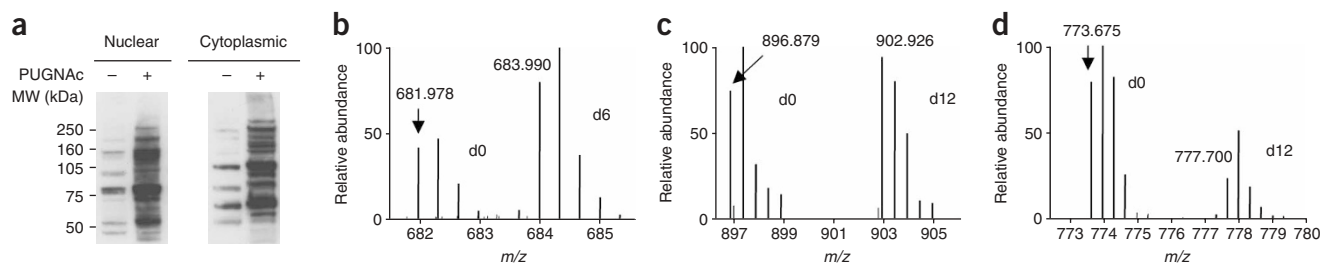 a
Nuclear Cytoplasmic
PUGNAc – + – +
MW (kDa)
250
160
105
75
50
b
Relative abundance
100
50
0
681.978
683.990
d0
d6
682 683 684 685
m/z
c
Relative abundance
100
50
0
896.879
902.926
d0
d12
897 899 901 903 905
m/z
d
Relative abundance
100
50
0
773.675
d0
777.700
d12
773 774 775 776 777 778 779 780
m/z